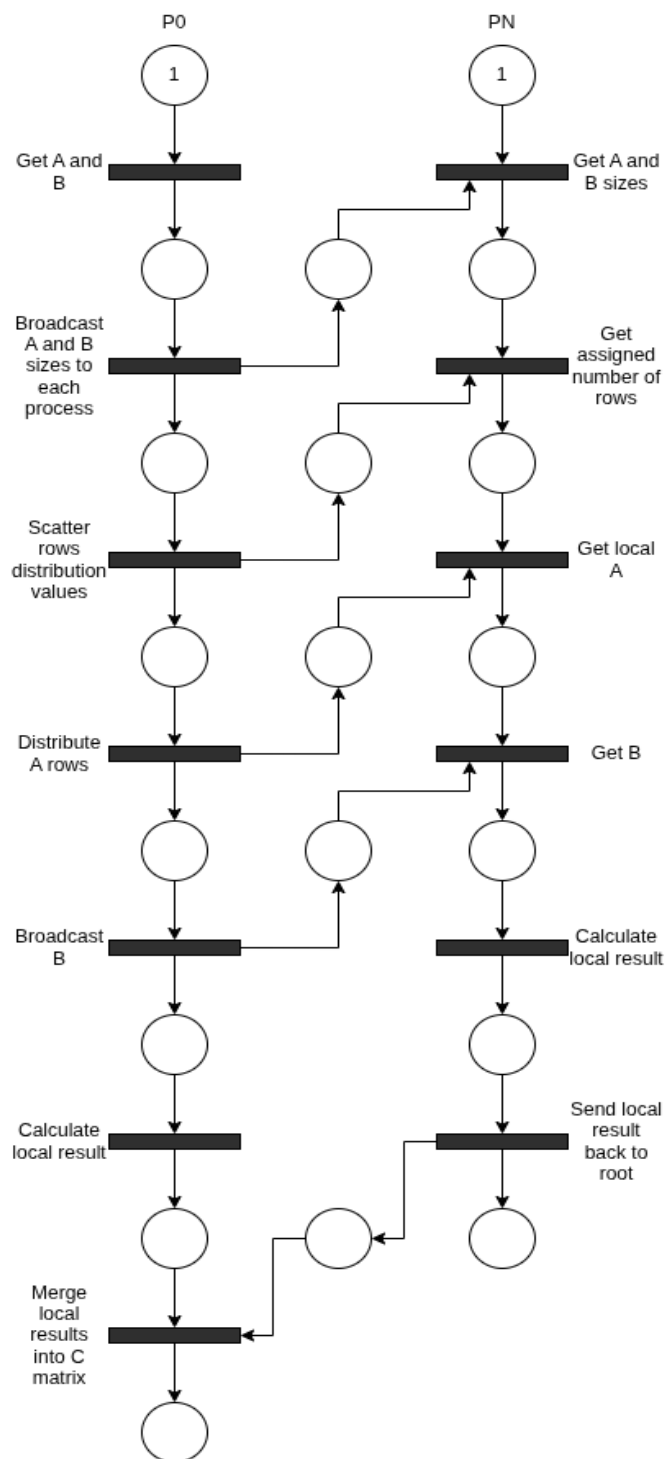 P0
PN
1
1
Get A and
B
Get A and
B sizes
Broadcast
A and B
sizes to
each
process
Get
assigned
number of
rows
Scatter
rows
distribution
values
Get local
A
Distribute
A rows
Get B
Broadcast
B
Calculate
local result
Calculate
local result
Send local
result
back to
root
Merge
local
results
into C
matrix